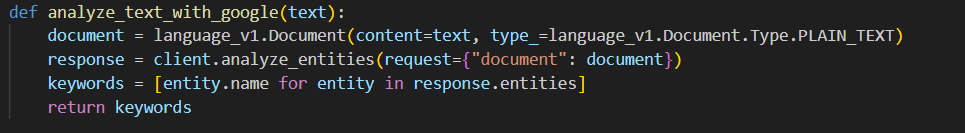 def analyze_text_with_google(text):
    document = language_v1.Document(content=text, type_=language_v1.Document.Type.PLAIN_TEXT)
    response = client.analyze_entities(request={"document": document})
    keywords = [entity.name for entity in response.entities]
    return keywords